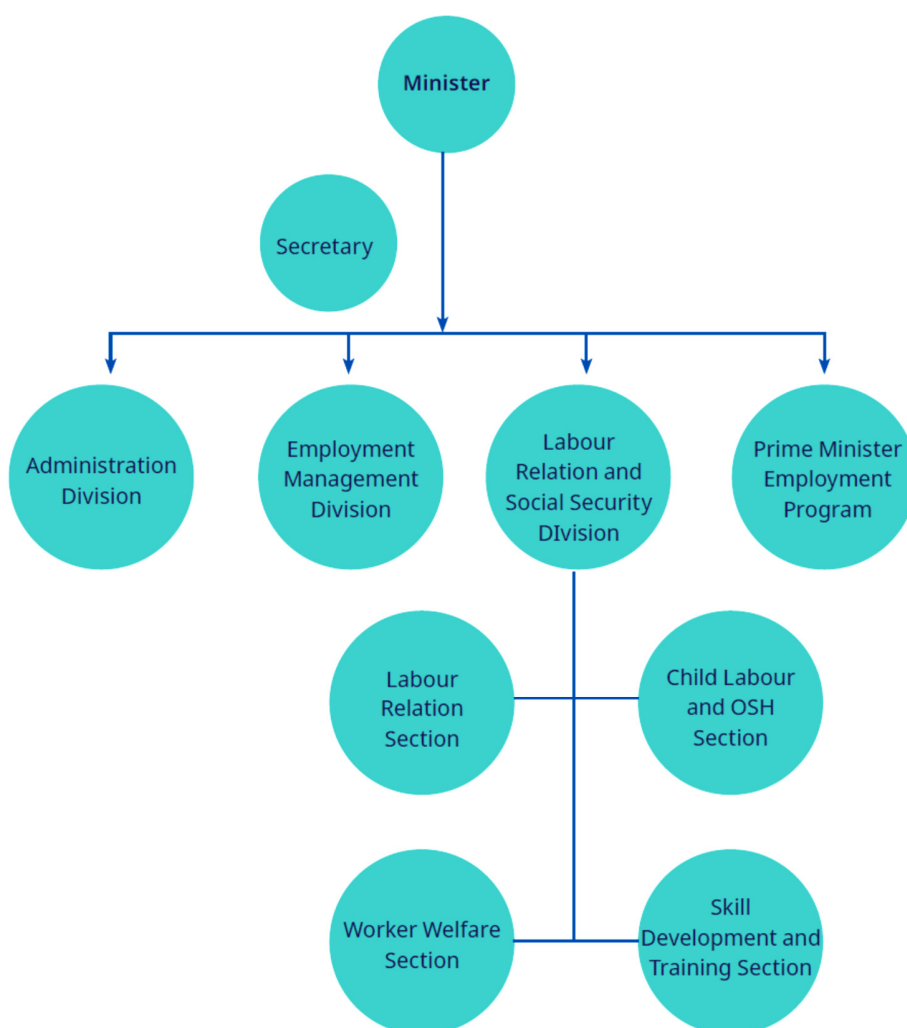 Minister
Secretary
Administration
Division
Employment
Management
Division
Labour
Relation and
Social Security
DIvision
Prime Minister
Employment
Program
Labour
Relation
Section
Child Labour
and OSH
Section
Worker Welfare
Section
Skill
Development and
Training Section